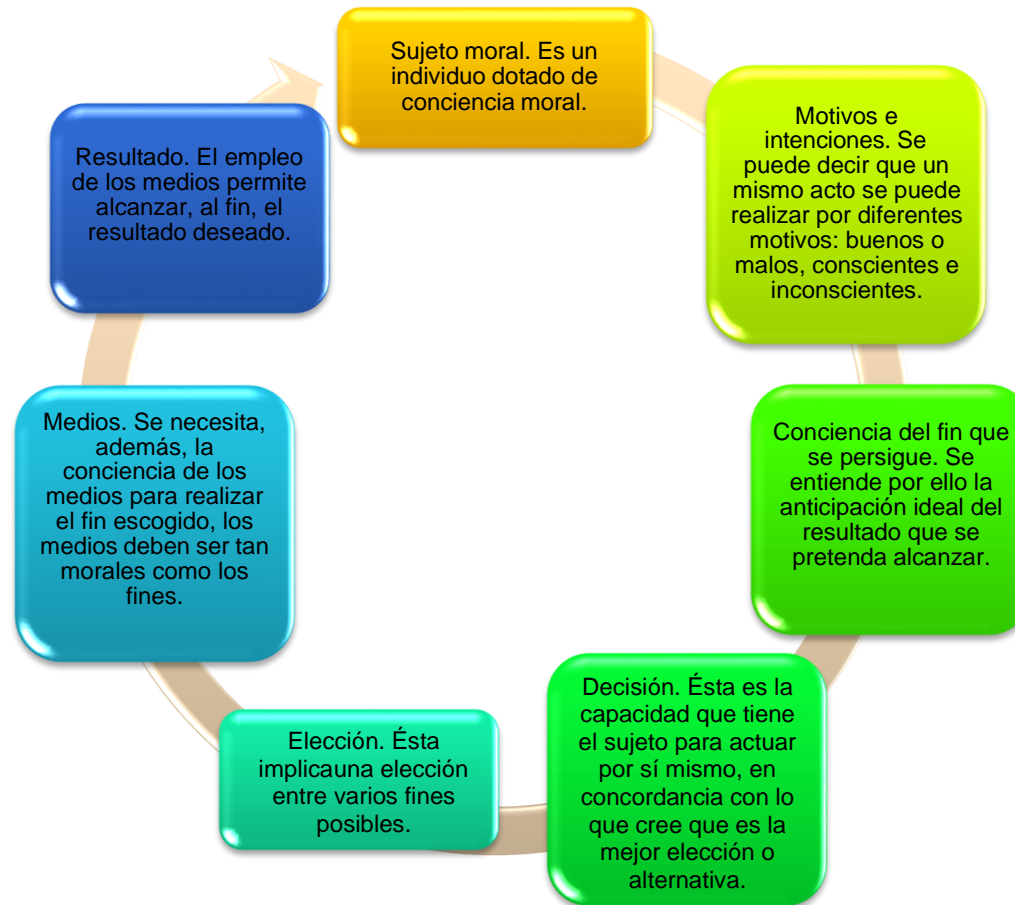 Sujeto moral. Es un
individuo dotado de
conciencia moral.
Motivos e
intenciones. Se
puede decir que un
mismo acto se puede
realizar por diferentes
motivos: buenos o
malos, conscientes e
inconscientes.
Conciencia del fin que
se persigue. Se
entiende por ello la
anticipación ideal del
resultado que se
pretenda alcanzar.
Decisión. Ésta es la
capacidad que tiene
el sujeto para actuar
por sí mismo, en
concordancia con lo
que cree que es la
mejor elección o
alternativa.
Elección. Ésta
implicauna elección
entre varios fines
posibles.
Medios. Se necesita,
además, la
conciencia de los
medios para realizar
el fin escogido, los
medios deben ser tan
morales como los
fines.
Resultado. El empleo
de los medios permite
alcanzar, al fin, el
resultado deseado.